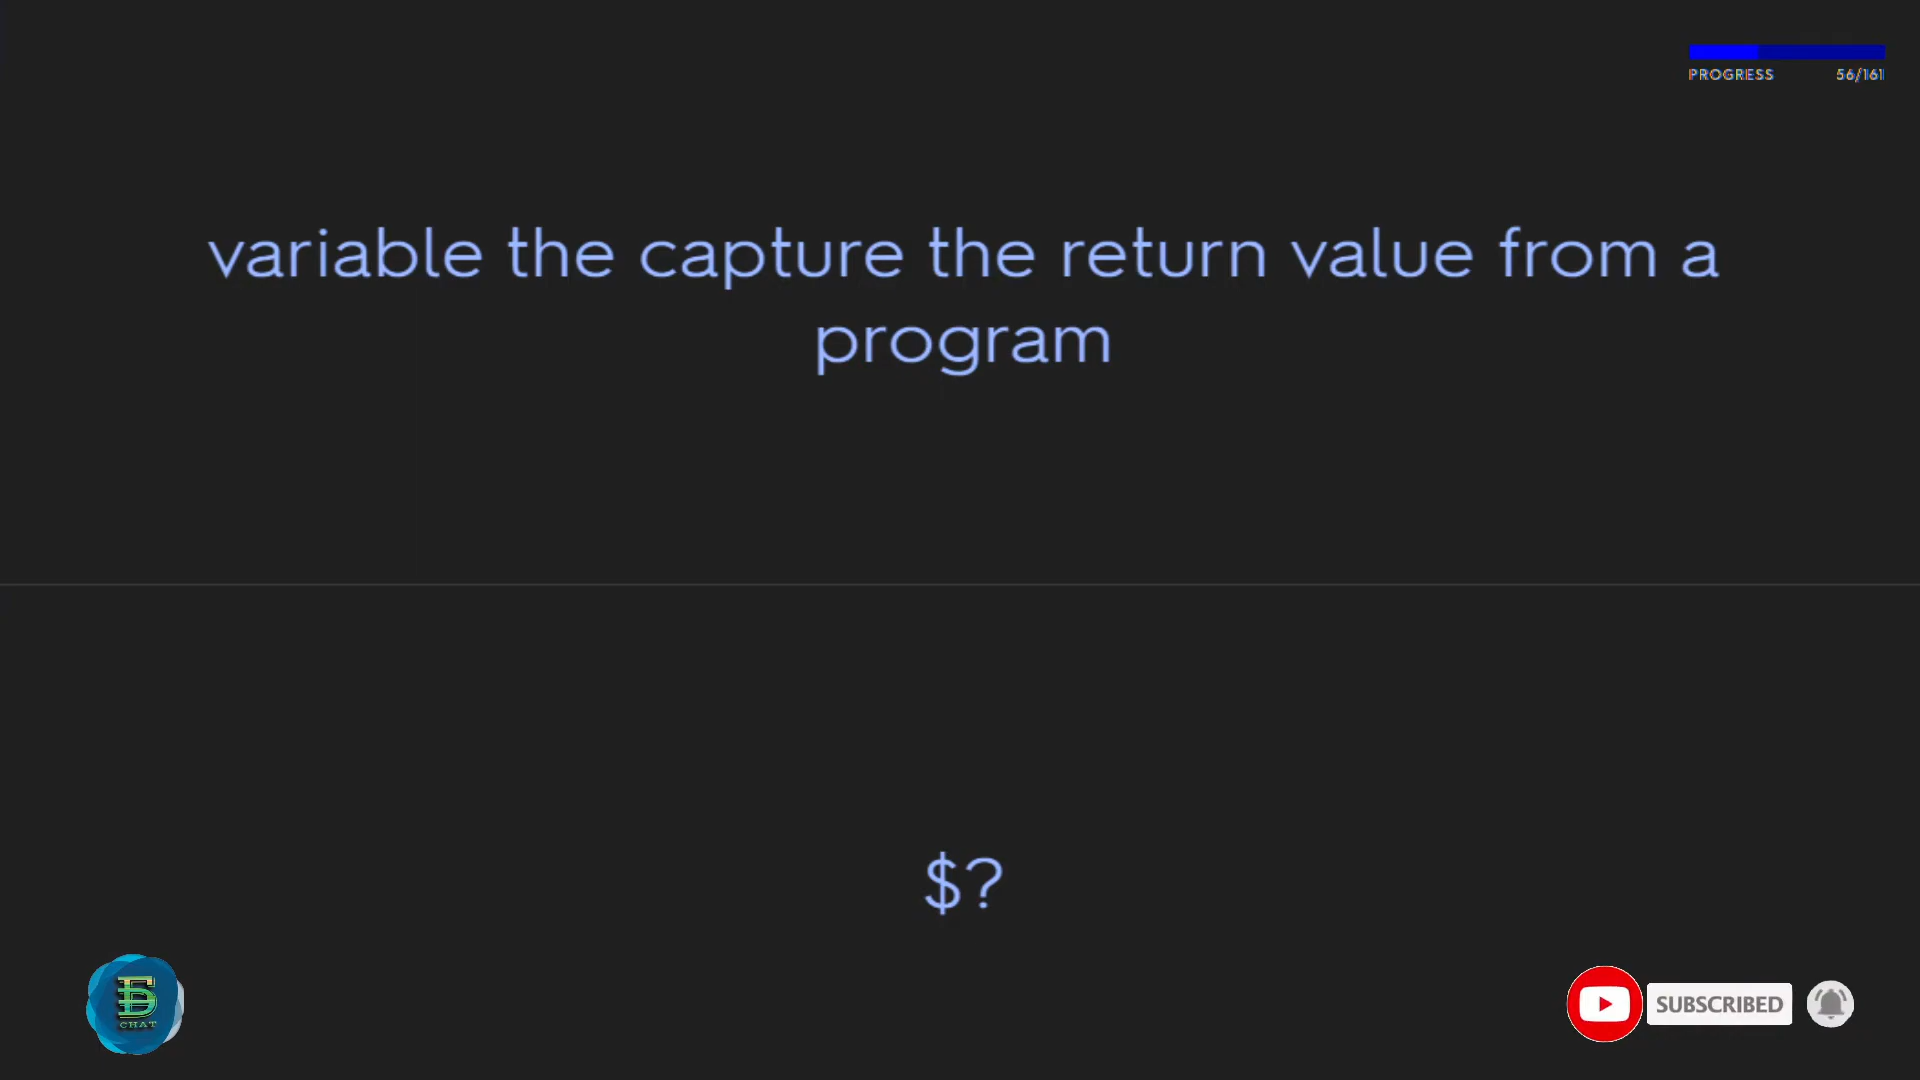 PROGRESS 56/161
variable the capture the return value from a
program
$?
CHAT
SUBSCRIBED